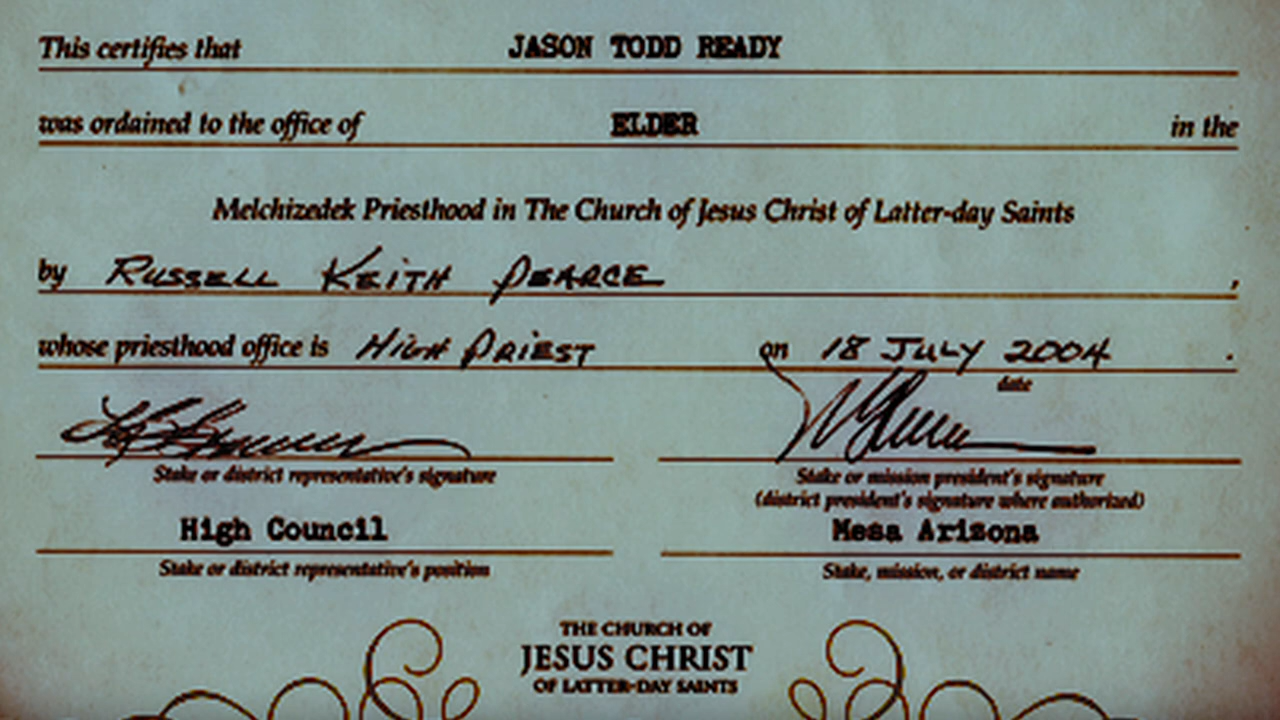 This certifies that JASON TODD READY
was ordained to the office of ELDER in the
Melchizedek Priesthood in The Church of Jesus Christ of Latter-day Saints
by RUSSELL KEITH PEARCE ,
whose priesthood office is HIGH PRIEST on 18 JULY 2004 .
date
Stake or district representative's signature
Stake or mission president's signature
(district president's signature where authorized)
High Council
Mesa Arizona
Stake or district representative's position
Stake, mission, or district name
THE CHURCH OF
JESUS CHRIST
OF LATTER-DAY SAINTS